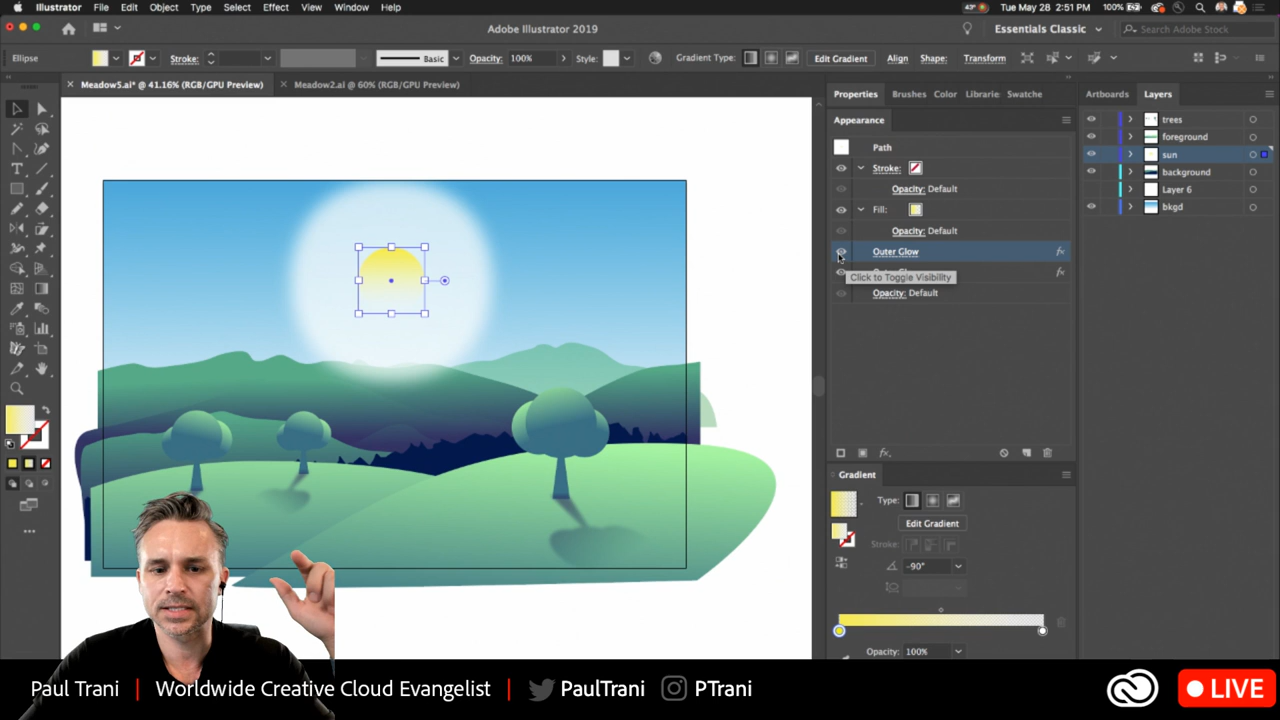 Illustrator File Edit Object Type Select Effect View Window Help
43° 100% Tue May 28 2:51 PM
Adobe Illustrator 2019
Essentials Classic
Search Adobe Stock
Ellipse Stroke: Basic Opacity: 100% Style: Gradient Type: Edit Gradient Align Shape: Transform
Meadow5.ai* @ 41.16% (RGB/GPU Preview) Meadow2.ai @ 60% (RGB/GPU Preview)
Properties Brushes Color Librarie Swatche
Appearance
Path
Stroke:
Opacity: Default
Fill:
Opacity: Default
Outer Glow fx
Click to Toggle Visibility fx
Opacity: Default
fx.
Gradient
Type:
Edit Gradient
Stroke:
-90°
Opacity: 100%
Artboards Layers
trees
foreground
sun
background
Layer 6
bkgd
Paul Trani | Worldwide Creative Cloud Evangelist | PaulTrani PTrani
LIVE